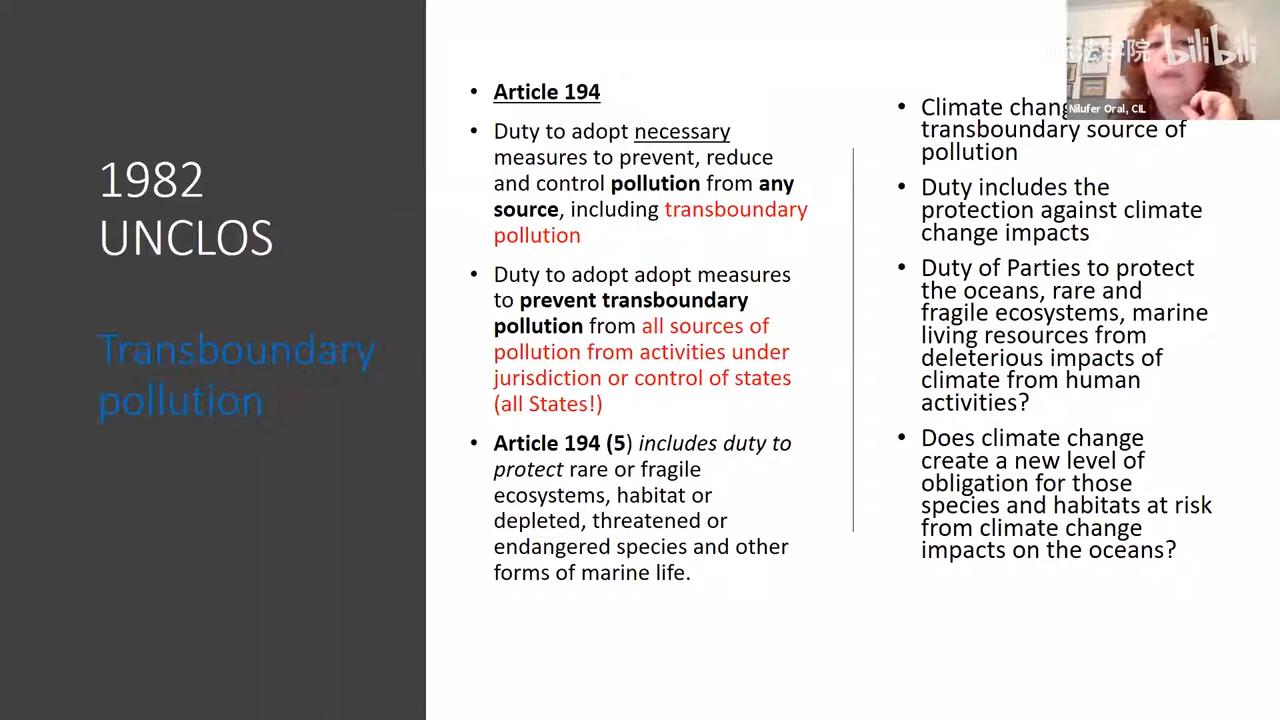 1982
UNCLOS
Transboundary
pollution
• Article 194
• Duty to adopt necessary
measures to prevent, reduce
and control pollution from any
source, including transboundary
pollution
• Duty to adopt adopt measures
to prevent transboundary
pollution from all sources of
pollution from activities under
jurisdiction or control of states
(all States!)
• Article 194 (5) includes duty to
protect rare or fragile
ecosystems, habitat or
depleted, threatened or
endangered species and other
forms of marine life.
• Climate
transboundary source of
pollution
• Duty includes the
protection against climate
change impacts
• Duty of Parties to protect
the oceans, rare and
fragile ecosystems, marine
living resources from
deleterious impacts of
climate from human
activities?
• Does climate change
create a new level of
obligation for those
species and habitats at risk
from climate change
impacts on the oceans?
法学院 bilibili
Nilufer Oral, CIL